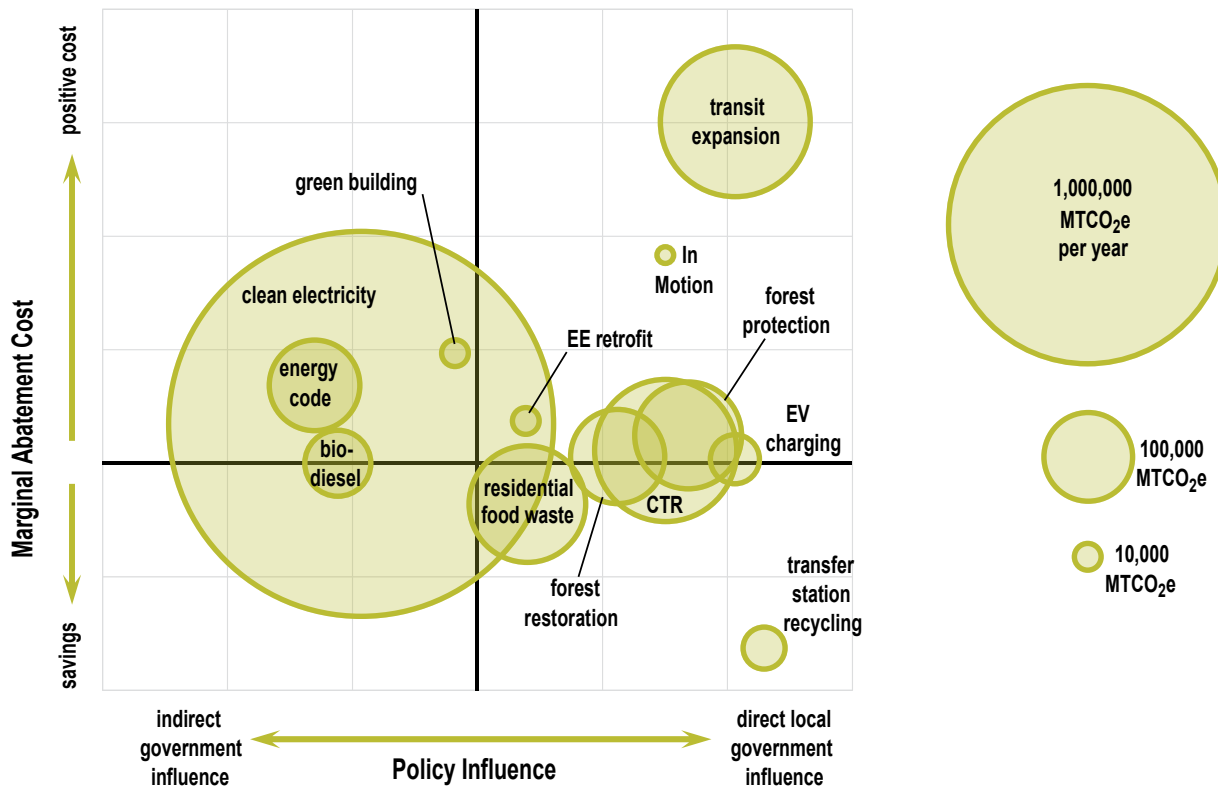 positive cost
Marginal Abatement Cost
savings
transit
expansion
green building
In
Motion
clean electricity
forest
protection
EE retrofit
energy
code
EV
charging
bio-
diesel
residential
food waste
CTR
forest
restoration
transfer
station
recycling
indirect
government
influence
Policy Influence
direct local
government
influence
1,000,000
MTCO₂e
per year
100,000
MTCO₂e
10,000
MTCO₂e